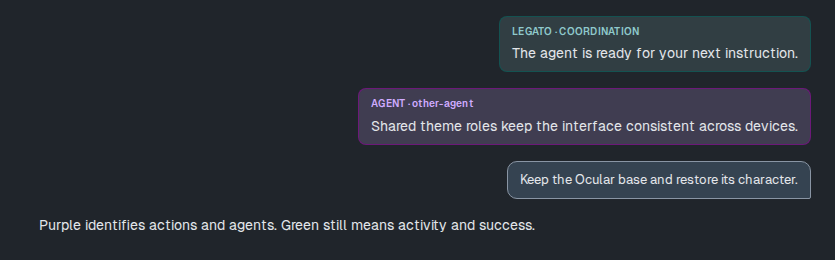 LEGATO · COORDINATION
The agent is ready for your next instruction.
AGENT · other-agent
Shared theme roles keep the interface consistent across devices.
Keep the Ocular base and restore its character.
Purple identifies actions and agents. Green still means activity and success.